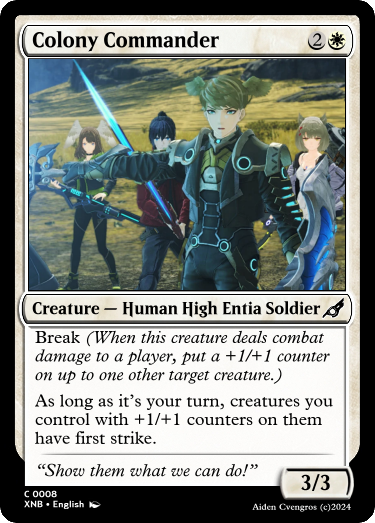 Colony Commander 2
Creature — Human High Entia Soldier
Break (When this creature deals combat
damage to a player, put a +1/+1 counter
on up to one other target creature.)
As long as it's your turn, creatures you
control with +1/+1 counters on them
have first strike.
"Show them what we can do!"
3/3
C 0008
XNB • English
Aiden Cvengros (c)2024